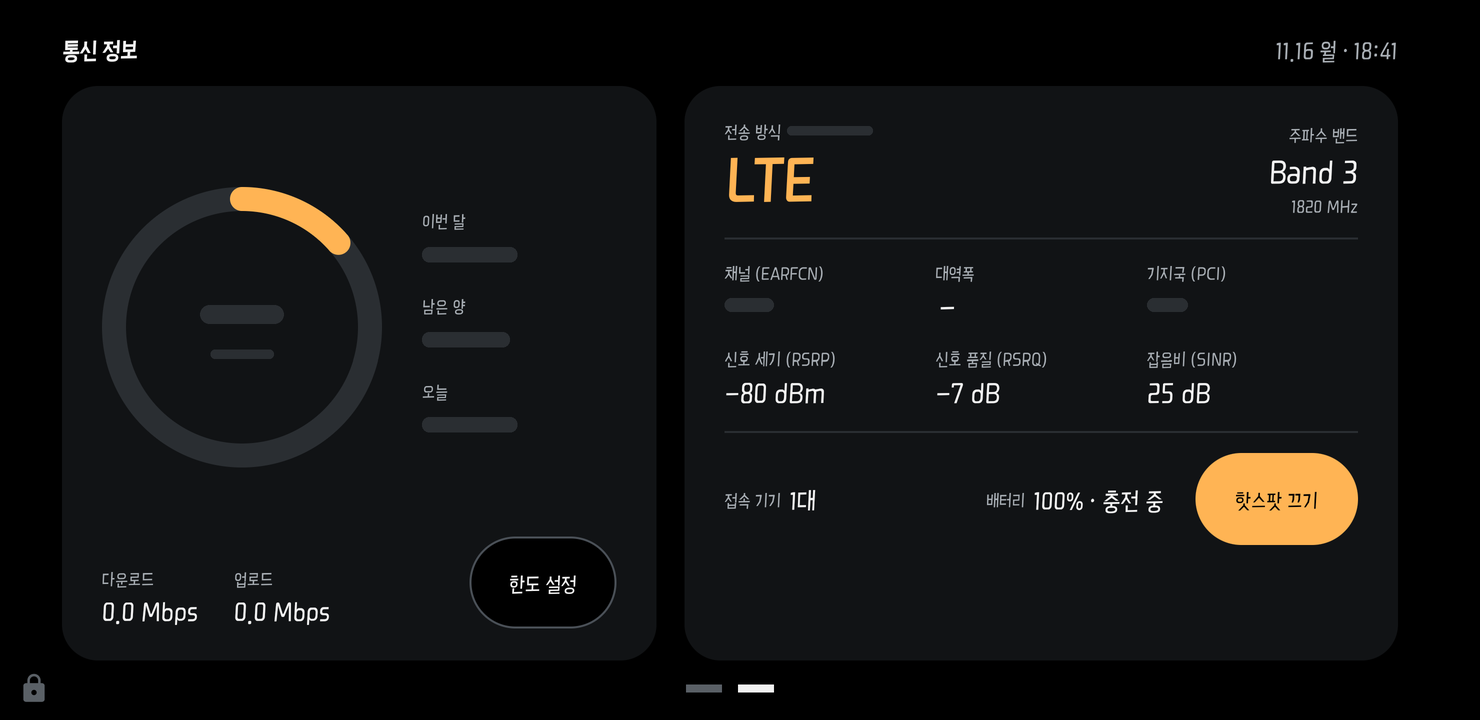 통신 정보
11.16 월 · 18:41
이번 달
남은 양
오늘
다운로드
0.0 Mbps
업로드
0.0 Mbps
한도 설정
전송 방식
LTE
주파수 밴드
Band 3
1820 MHz
채널 (EARFCN)
대역폭
–
기지국 (PCI)
신호 세기 (RSRP)
-80 dBm
신호 품질 (RSRQ)
-7 dB
잡음비 (SINR)
25 dB
접속 기기 1대
배터리 100% · 충전 중
핫스팟 끄기